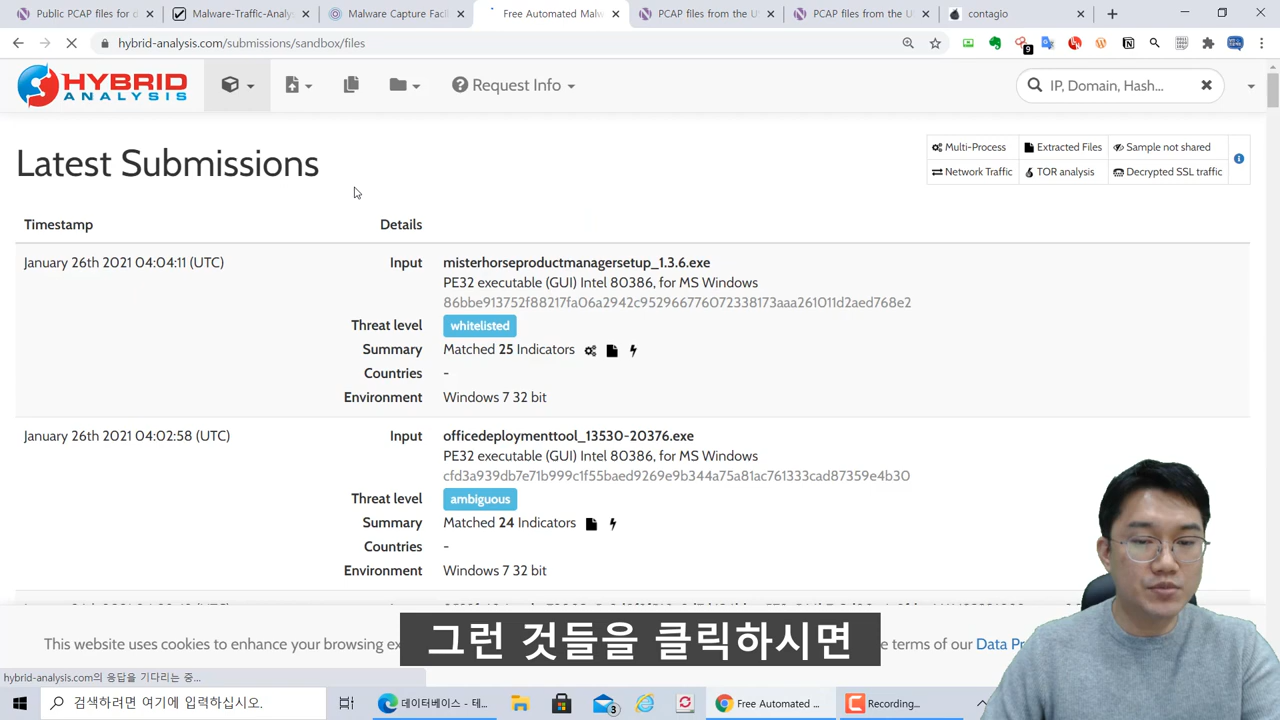 Public PCAP files for d
Malware-Traffic-Analy
Malware Capture Facil
Free Automated Malw
PCAP files from the U
PCAP files from the U
contagio
hybrid-analysis.com/submissions/sandbox/files
9
HYBRID
ANALYSIS
Request Info
IP, Domain, Hash...
Latest Submissions
Multi-Process
Extracted Files
Sample not shared
Network Traffic
TOR analysis
Decrypted SSL traffic
Timestamp
Details
January 26th 2021 04:04:11 (UTC)
Input
misterhorseproductmanagersetup_1.3.6.exe
PE32 executable (GUI) Intel 80386, for MS Windows
86bbe913752f88217fa06a2942c952966776072338173aaa261011d2aed768e2
Threat level
whitelisted
Summary
Matched 25 Indicators
Countries
-
Environment
Windows 7 32 bit
January 26th 2021 04:02:58 (UTC)
Input
officedeploymenttool_13530-20376.exe
PE32 executable (GUI) Intel 80386, for MS Windows
cfd3a939db7e71b999c1f55baed9269e9b344a75a81ac761333cad87359e4b30
Threat level
ambiguous
Summary
Matched 24 Indicators
Countries
-
Environment
Windows 7 32 bit
This website uses cookies to enhance your browsing ex
e terms of our Data Pr
그런 것들을 클릭하시면
hybrid-analysis.com의 응답을 기다리는 중...
검색하려면 여기에 입력하십시오.
데이터베이스 - 테...
3
Free Automated ...
Recording...